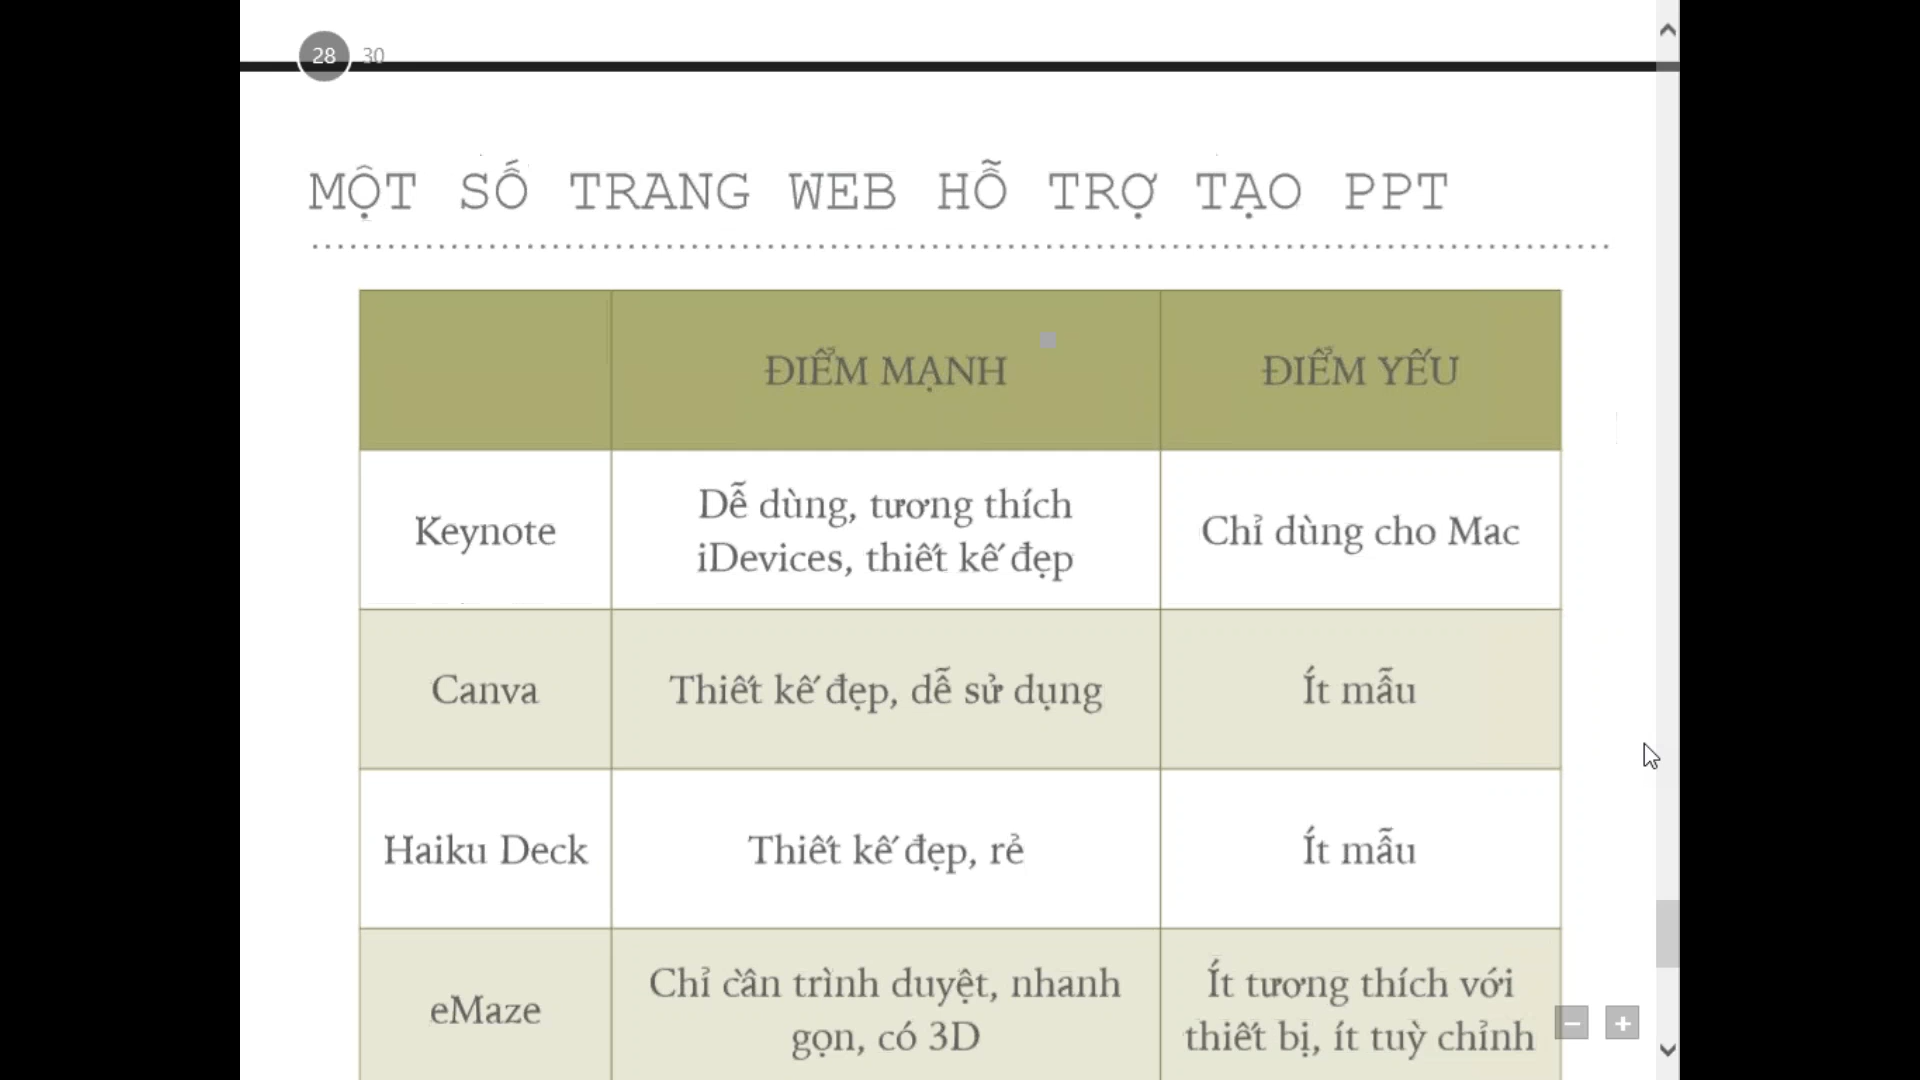 28 30
MỘT SỐ TRANG WEB HỖ TRỢ TẠO PPT
ĐIỂM MẠNH
ĐIỂM YẾU
Keynote
Dễ dùng, tương thích
iDevices, thiết kế đẹp
Chỉ dùng cho Mac
Canva
Thiết kế đẹp, dễ sử dụng
Ít mẫu
Haiku Deck
Thiết kế đẹp, rẻ
Ít mẫu
eMaze
Chỉ cần trình duyệt, nhanh
gọn, có 3D
Ít tương thích với
thiết bị, ít tuỳ chỉnh